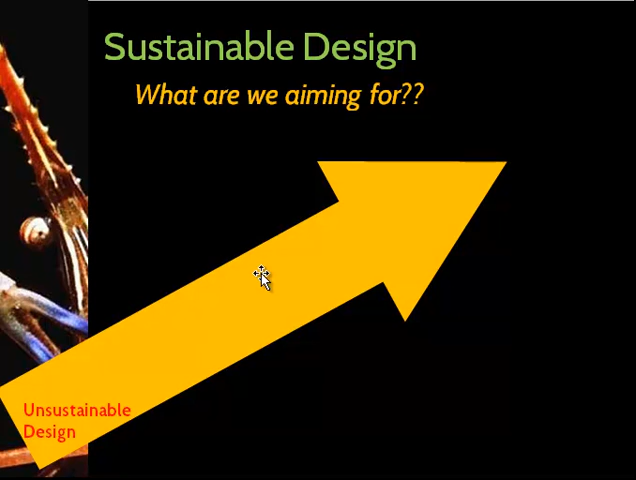 Sustainable Design
What are we aiming for??
Unsustainable
Design